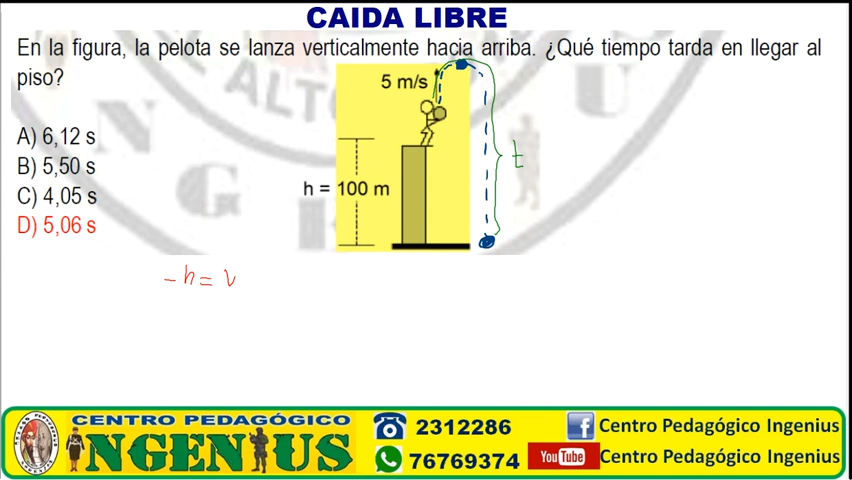 CAIDA LIBRE
En la figura, la pelota se lanza verticalmente hacia arriba. ¿Qué tiempo tarda en llegar al
piso?
5 m/s
A) 6,12 s
B) 5,50 s
C) 4,05 s
D) 5,06 s
h = 100 m
t
- h = v
CENTRO PEDAGÓGICO
INGENIUS
2312286
76769374
Centro Pedagógico Ingenius
YouTube Centro Pedagógico Ingenius